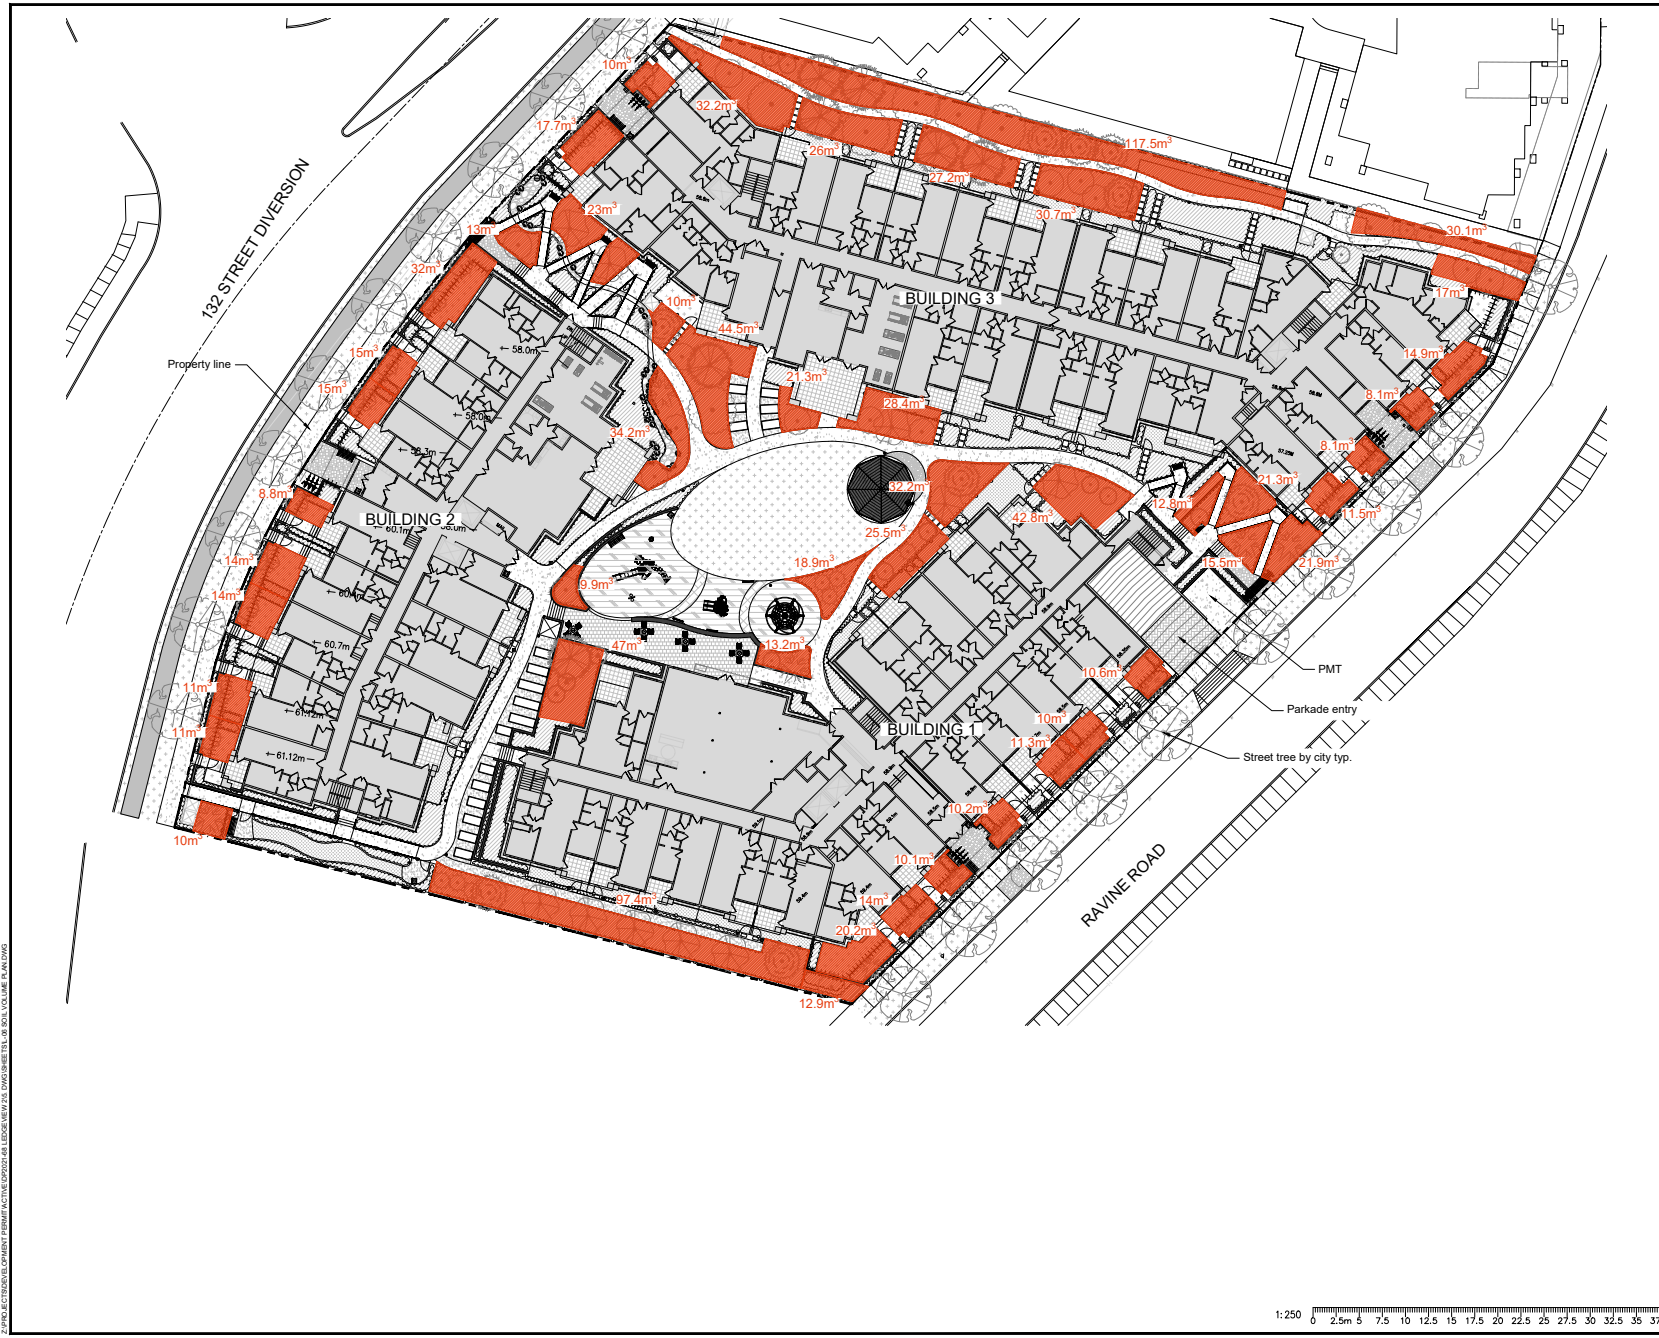 10m³
32.2m³
17.7m³
26m³
117.5m³
27.2m³
30.7m³
23m³
13m³
30.1m³
32m³
17m³
10m³
BUILDING 3
44.5m³
132 STREET DIVERSION
58.0m
15m³
14.9m³
Property line
21.3m³
15m³
8.1m³
28.4m³
58.0m
34.2m³
8.1m³
58.3m
21.3m³
32.2m³
8.8m³
12.8m³
11.5m³
42.8m³
BUILDING 2
60.1m
25.5m³
14m³
18.9m³
15.5m³
21.9m³
9.9m³
14m³
60.7m
47m³
13.2m³
10.6m³
PMT
11m³
61.12m
Parkade entry
10m³
11m³
BUILDING 1
11.3m³
61.12m
Street tree by city typ.
10.2m³
10m³
10.1m³
97.4m³
14m³
RAVINE ROAD
20.2m³
12.9m³
1:250
0 2.5m 5 7.5 10 12.5 15 17.5 20 22.5 25 27.5 30 32.5 35